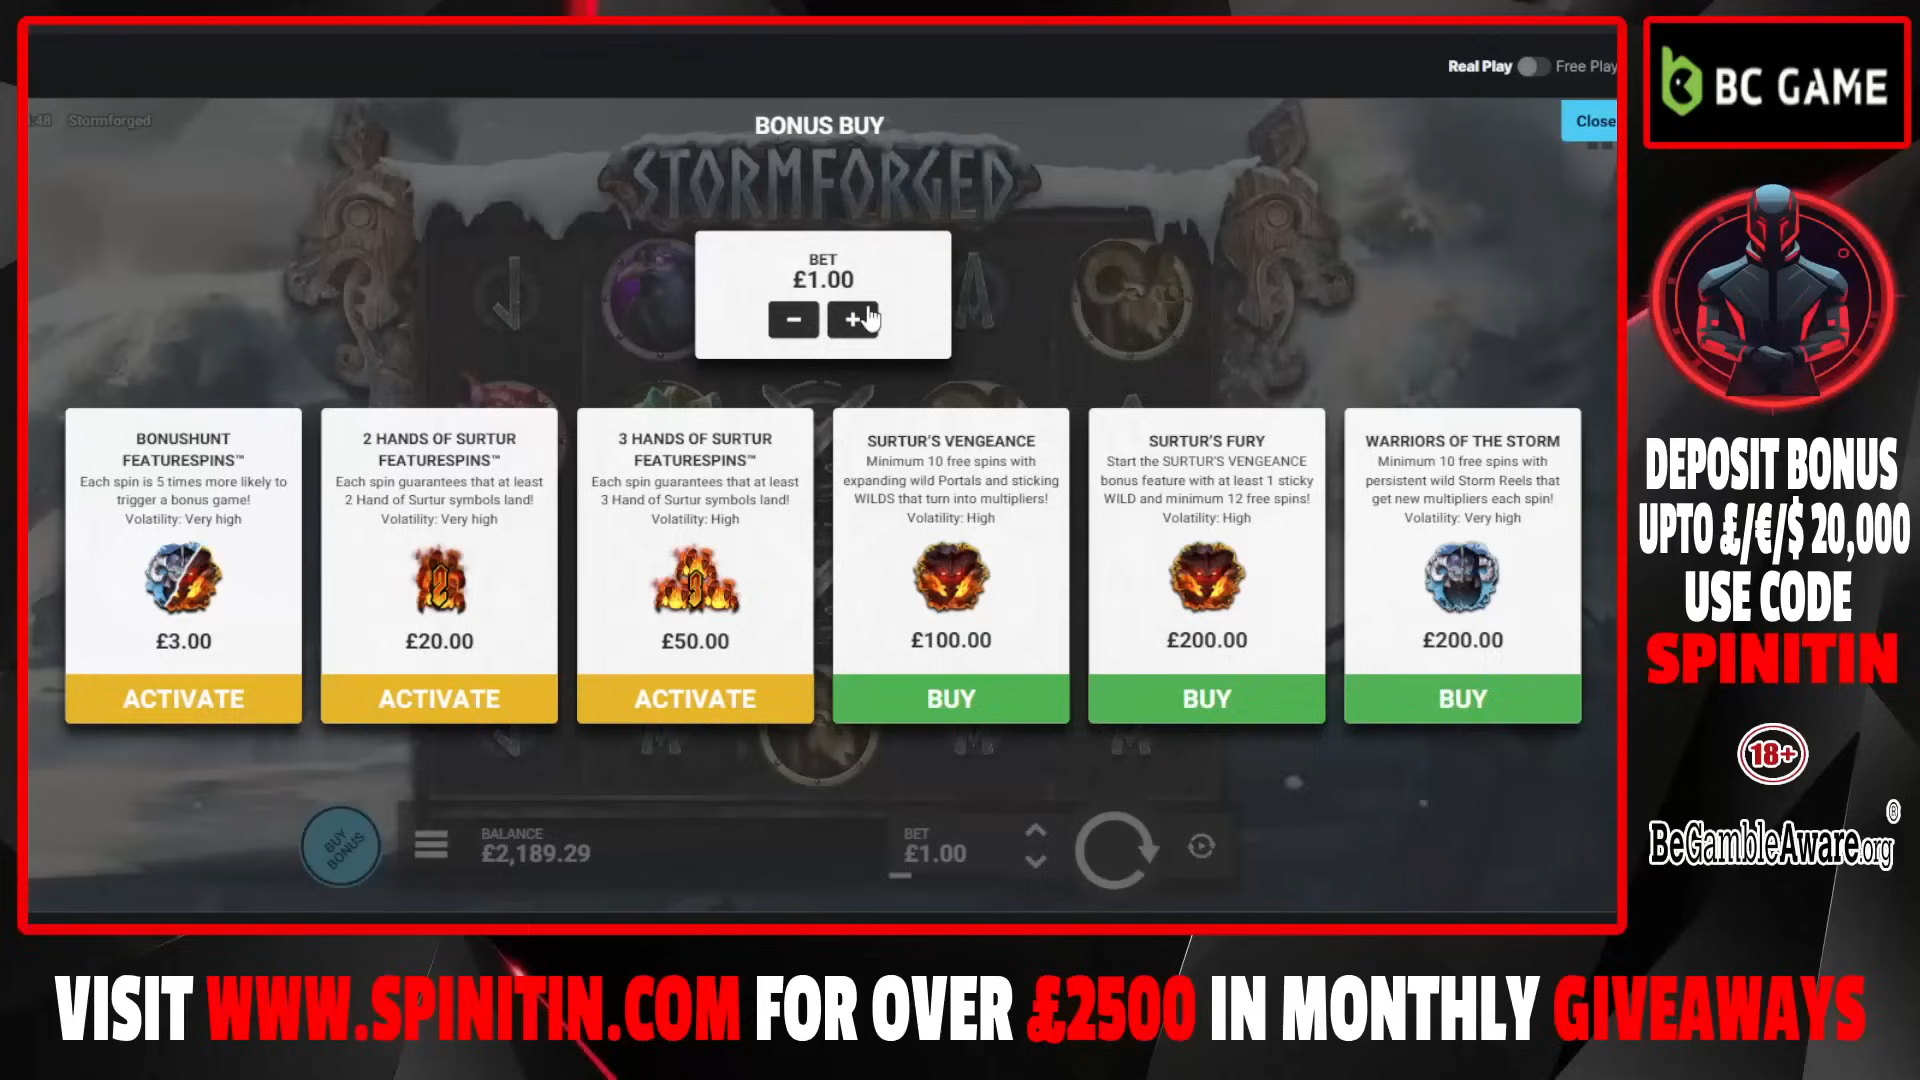 Real Play Free Play
:48 Stormforged
BONUS BUY
Close
STORMFORGED
BET
£1.00
- +
BONUSHUNT
FEATURESPINS™
Each spin is 5 times more likely to
trigger a bonus game!
Volatility: Very high
£3.00
ACTIVATE
2 HANDS OF SURTUR
FEATURESPINS™
Each spin guarantees that at least
2 Hand of Surtur symbols land!
Volatility: Very high
2
£20.00
ACTIVATE
3 HANDS OF SURTUR
FEATURESPINS™
Each spin guarantees that at least
3 Hand of Surtur symbols land!
Volatility: High
3
£50.00
ACTIVATE
SURTUR'S VENGEANCE
Minimum 10 free spins with
expanding wild Portals and sticking
WILDS that turn into multipliers!
Volatility: High
£100.00
BUY
SURTUR'S FURY
Start the SURTUR'S VENGEANCE
bonus feature with at least 1 sticky
WILD and minimum 12 free spins!
Volatility: High
£200.00
BUY
WARRIORS OF THE STORM
Minimum 10 free spins with
persistent wild Storm Reels that
get new multipliers each spin!
Volatility: Very high
£200.00
BUY
BUY
BONUS
BALANCE
£2,189.29
BET
£1.00
BC GAME
DEPOSIT BONUS
UPTO £/€/$ 20,000
USE CODE
SPINITIN
18+
BeGambleAware.org®
VISIT WWW.SPINITIN.COM FOR OVER £2500 IN MONTHLY GIVEAWAYS